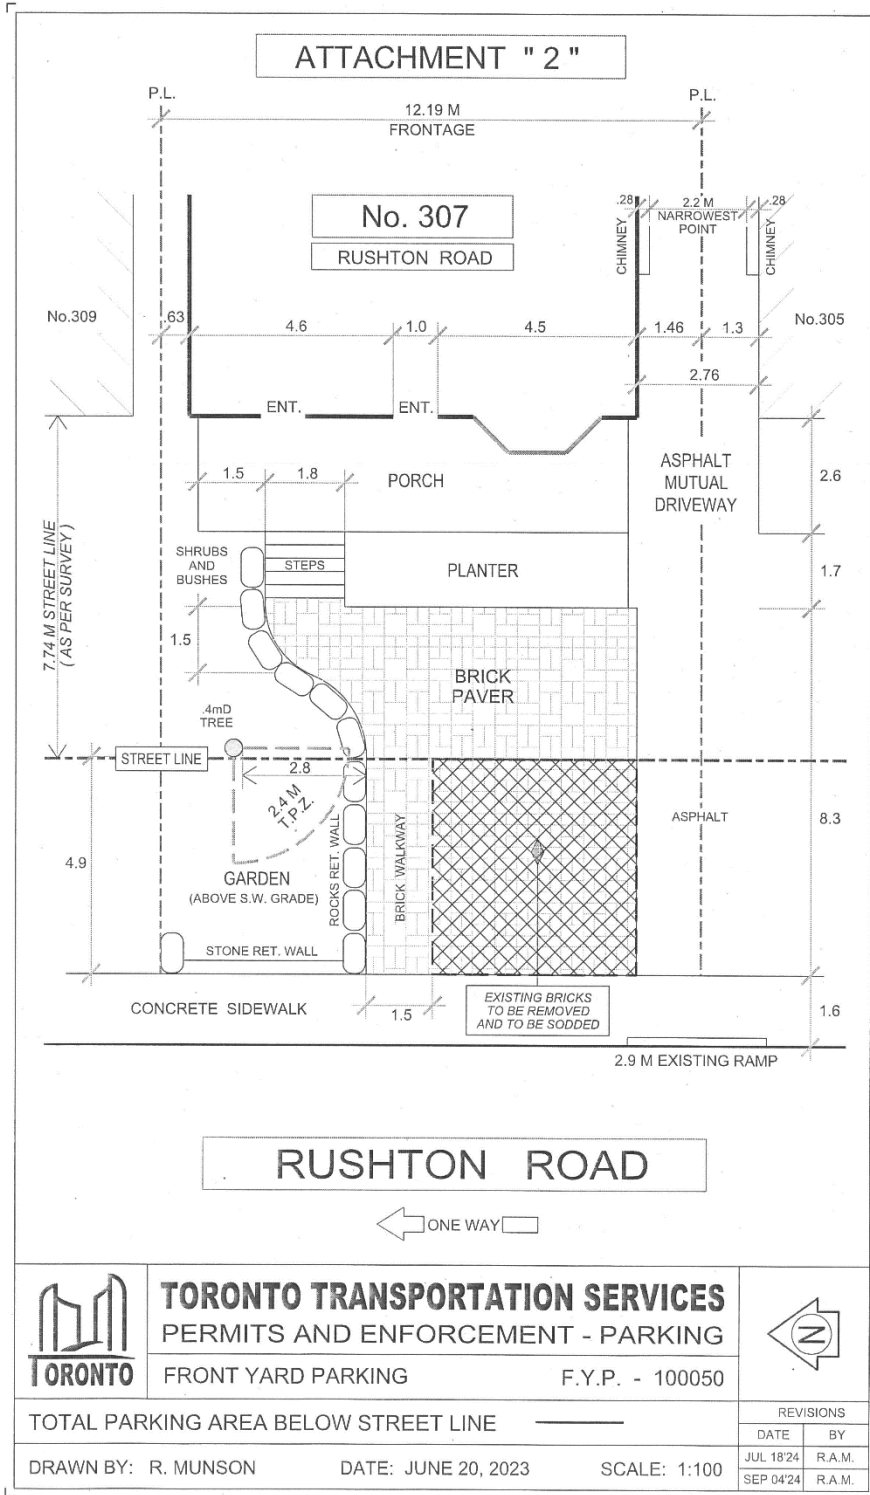 ATTACHMENT "2"
P.L.
P.L.
12.19 M
FRONTAGE
No. 307
RUSHTON ROAD
.28
2.2 M
.28
NARROWEST
POINT
CHIMNEY
CHIMNEY
No.309
.63
4.6
1.0
4.5
1.46
1.3
No.305
2.76
ENT.
ENT.
1.5
1.8
PORCH
ASPHALT
MUTUAL
DRIVEWAY
2.6
7.74 M STREET LINE
( AS PER SURVEY )
SHRUBS
AND
BUSHES
STEPS
PLANTER
1.7
1.5
BRICK
PAVER
.4mD
TREE
STREET LINE
2.8
2.4 M
T.P.Z.
4.9
GARDEN
(ABOVE S.W. GRADE)
ROCKS RET. WALL
BRICK WALKWAY
ASPHALT
8.3
STONE RET. WALL
CONCRETE SIDEWALK
1.5
EXISTING BRICKS
TO BE REMOVED
AND TO BE SODDED
1.6
2.9 M EXISTING RAMP
RUSHTON ROAD
ONE WAY
TORONTO
TORONTO TRANSPORTATION SERVICES
PERMITS AND ENFORCEMENT - PARKING
FRONT YARD PARKING F.Y.P. - 100050
N
TOTAL PARKING AREA BELOW STREET LINE
REVISIONS
DATE BY
JUL 18'24 R.A.M.
SEP 04'24 R.A.M.
DRAWN BY: R. MUNSON DATE: JUNE 20, 2023 SCALE: 1:100